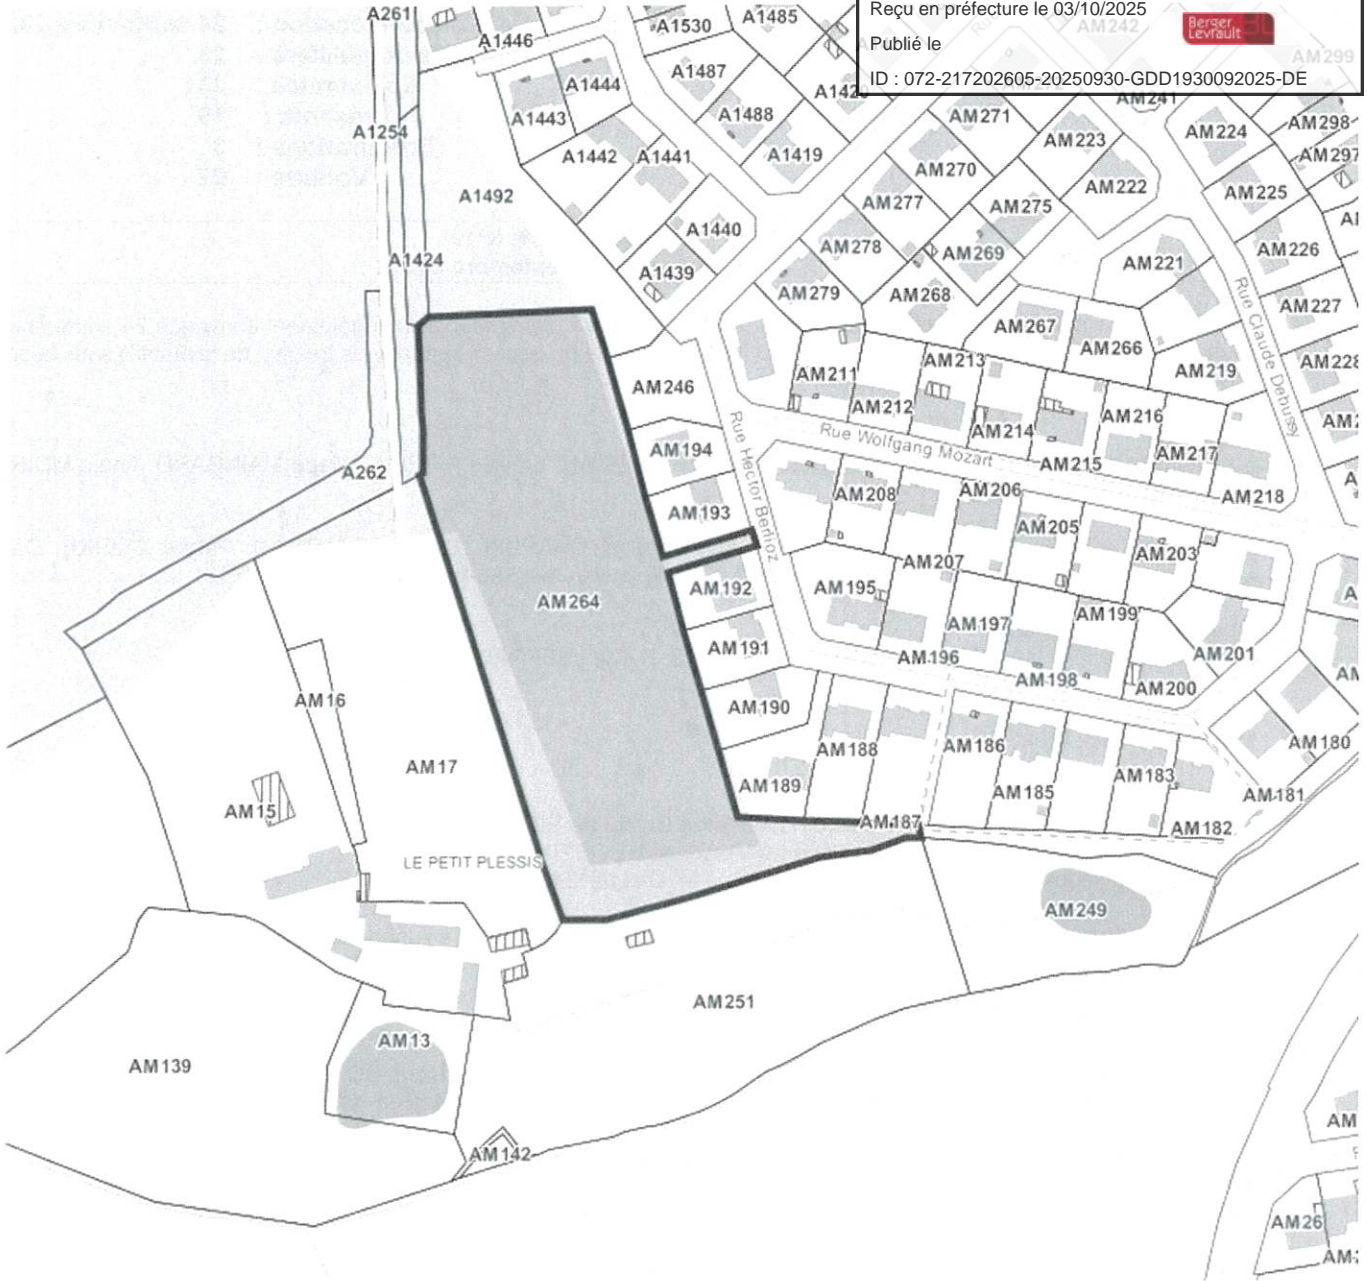 Reçu en préfecture le 03/10/2025
Publié le
Berger
Levrault
ID : 072-217202605-20250930-GDD1930092025-DE
A261
A1446
A1530
A1485
AM242
AM299
A1444
A1487
A1443
A1488
AM241
AM271
AM298
A1254
A1442
A1441
A1419
AM223
AM224
AM297
AM270
A1492
AM277
AM222
AM225
AM275
A1440
AM278
AM269
AM226
A1424
A1439
AM221
AM279
AM268
AM227
AM267
Rue Claude Debussy
AM266
AM246
AM211
AM213
AM219
AM228
AM212
AM214
AM216
Rue Hector Berlioz
Rue Wolfgang Mozart
AM194
AM215
AM217
A262
AM208
AM206
AM218
AM193
AM205
AM203
AM207
AM264
AM192
AM195
AM197
AM199
AM191
AM196
AM201
AM198
AM200
AM16
AM190
AM17
AM188
AM186
AM180
AM189
AM185
AM183
AM181
AM15
AM187
AM182
LE PETIT PLESSIS
AM249
AM251
AM13
AM139
AM142
AM26